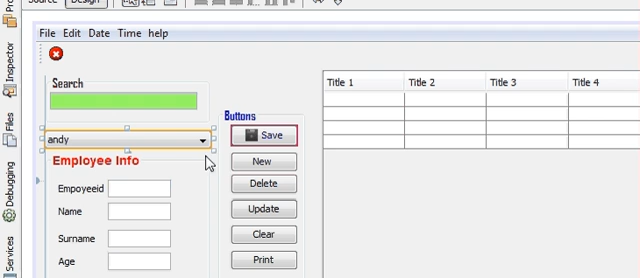 Source Design
File Edit Date Time help
Search
Title 1 Title 2 Title 3 Title 4
Buttons
andy
Save
Employee Info
New
Empoyeeid
Delete
Name
Update
Surname
Clear
Age
Print
Inspector
Files
Debugging
Services